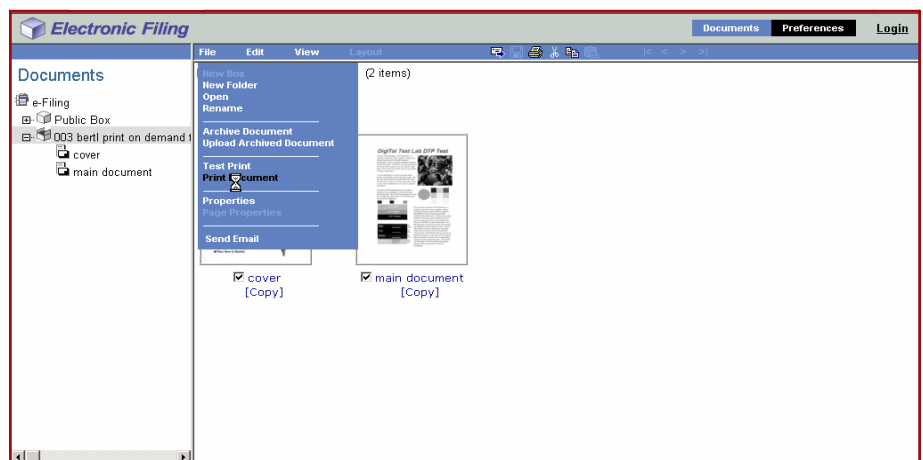 Electronic Filing
Documents Preferences Login
File Edit View Layout
|< < > >|
Documents
e-Filing
Public Box
003 bertl print on demand
cover
main document
(2 items)
New Box
New Folder
Open
Rename
Archive Document
Upload Archived Document
Test Print
Print Document
Properties
Page Properties
Send Email
DigiTal Test Lab DTP Test
cover
[Copy]
main document
[Copy]